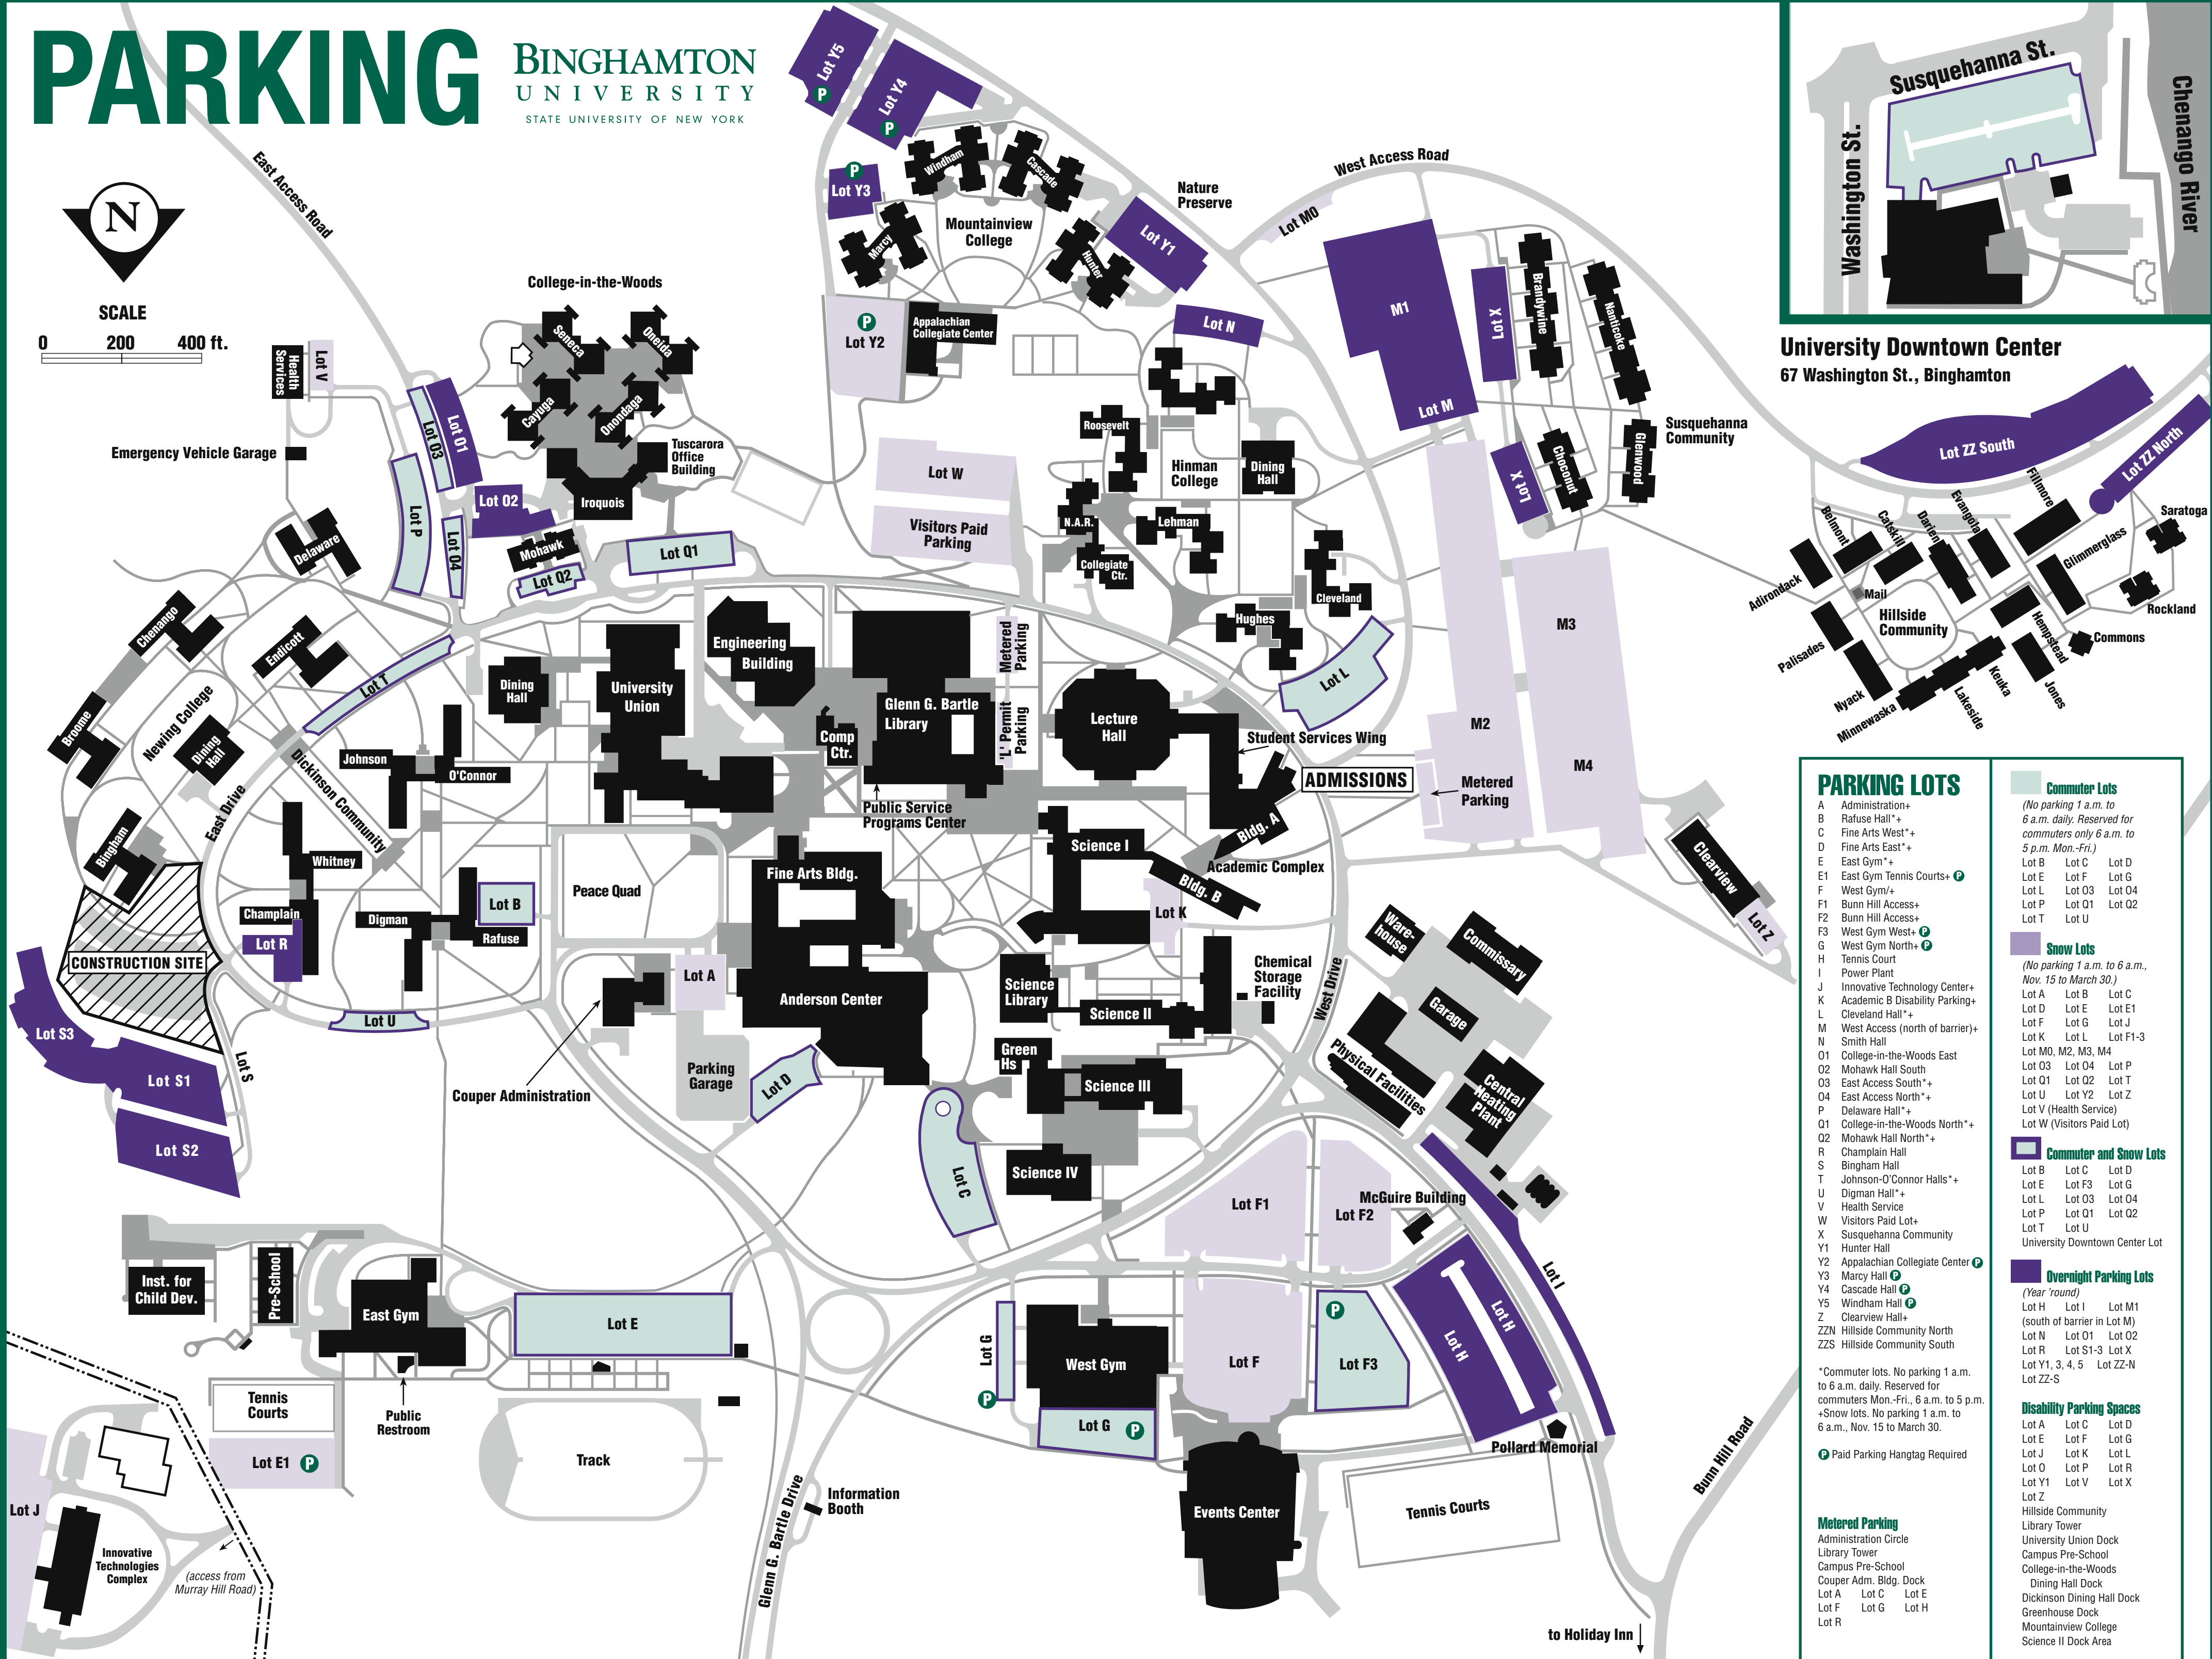 PARKING
BINGHAMTON
UNIVERSITY
STATE UNIVERSITY OF NEW YORK
N
SCALE
0 200 400 ft.
East Access Road
College-in-the-Woods
Seneca
Oneida
Cayuga
Onondaga
Iroquois
Tuscarora
Office
Building
Health
Services
Lot V
Emergency Vehicle Garage
Lot O3
Lot O1
Lot P
Lot O2
Lot O4
Mohawk
Lot Q2
Lot Q1
Lot Y5
P
Lot Y4
P
P
Lot Y3
Windham
Cascade
Marcy
Hunter
Mountainview
College
Lot Y1
Nature
Preserve
P
Lot Y2
Appalachian
Collegiate Center
Lot N
West Access Road
Lot M0
M1
Lot M
Lot X
Lot X
Brandywine
Nanticoke
Choconut
Glenwood
Susquehanna
Community
Lot W
Visitors Paid
Parking
Roosevelt
Hinman
College
Dining
Hall
N.A.R.
Lehman
Collegiate
Ctr.
Cleveland
Hughes
Lot L
M3
M2
M4
Susquehanna St.
Washington St.
Chenango River
University Downtown Center
67 Washington St., Binghamton
Lot ZZ South
Lot ZZ North
Belmont
Catskill
Darien
Evangola
Fillmore
Saratoga
Glimmerglass
Adirondack
Mail
Hillside
Community
Rockland
Hempstead
Commons
Palisades
Nyack
Minnewaska
Lakeside
Keuka
Jones
Delaware
Chenango
Endicott
Lot T
Broome
Newing College
Dining
Hall
Bingham
East Drive
Dickinson Community
Johnson
O'Connor
Whitney
Champlain
Lot R
Digman
Rafuse
Lot B
CONSTRUCTION SITE
Lot S3
Lot S1
Lot S
Lot S2
Lot U
Dining
Hall
University
Union
Engineering
Building
Comp
Ctr.
Glenn G. Bartle
Library
Metered
Parking
'L' Permit
Parking
Public Service
Programs Center
Lecture
Hall
Student Services Wing
ADMISSIONS
Metered
Parking
Bldg. A
Academic Complex
Bldg. B
Science I
Lot K
Peace Quad
Fine Arts Bldg.
Anderson Center
Lot A
Couper Administration
Parking
Garage
Lot D
Science
Library
Science II
Chemical
Storage
Facility
Green
Hs
Science III
Science IV
Lot C
West Drive
Ware-
house
Commissary
Garage
Physical Facilities
Central
Heating
Plant
Clearview
Lot Z
Lot F1
Lot F2
McGuire Building
Lot I
Lot H
Lot H
Inst. for
Child Dev.
Pre-School
East Gym
Lot E
Tennis
Courts
Public
Restroom
Lot E1
P
Track
Lot J
Innovative
Technologies
Complex
(access from
Murray Hill Road)
Glenn G. Bartle Drive
Information
Booth
Lot G
P
West Gym
Lot G
P
Lot F
P
Lot F3
Events Center
Pollard Memorial
Tennis Courts
Bunn Hill Road
to Holiday Inn
PARKING LOTS
A Administration+
B Rafuse Hall*+
C Fine Arts West*+
D Fine Arts East*+
E East Gym*+
E1 East Gym Tennis Courts+ P
F West Gym/+
F1 Bunn Hill Access+
F2 Bunn Hill Access+
F3 West Gym West+ P
G West Gym North+ P
H Tennis Court
I Power Plant
J Innovative Technology Center+
K Academic B Disability Parking+
L Cleveland Hall*+
M West Access (north of barrier)+
N Smith Hall
O1 College-in-the-Woods East
O2 Mohawk Hall South
O3 East Access South*+
O4 East Access North*+
P Delaware Hall*+
Q1 College-in-the-Woods North*+
Q2 Mohawk Hall North*+
R Champlain Hall
S Bingham Hall
T Johnson-O'Connor Halls*+
U Digman Hall*+
V Health Service
W Visitors Paid Lot+
X Susquehanna Community
Y1 Hunter Hall
Y2 Appalachian Collegiate Center P
Y3 Marcy Hall P
Y4 Cascade Hall P
Y5 Windham Hall P
Z Clearview Hall+
ZZN Hillside Community North
ZZS Hillside Community South
*Commuter lots. No parking 1 a.m.
to 6 a.m. daily. Reserved for
commuters Mon.-Fri., 6 a.m. to 5 p.m.
+Snow lots. No parking 1 a.m. to
6 a.m., Nov. 15 to March 30.
P Paid Parking Hangtag Required
Metered Parking
Administration Circle
Library Tower
Campus Pre-School
Couper Adm. Bldg. Dock
Lot A Lot C Lot E
Lot F Lot G Lot H
Lot R
Commuter Lots
(No parking 1 a.m. to
6 a.m. daily. Reserved for
commuters only 6 a.m. to
5 p.m. Mon.-Fri.)
Lot B Lot C Lot D
Lot E Lot F Lot G
Lot L Lot O3 Lot O4
Lot P Lot Q1 Lot Q2
Lot T Lot U
Snow Lots
(No parking 1 a.m. to 6 a.m.,
Nov. 15 to March 30.)
Lot A Lot B Lot C
Lot D Lot E Lot E1
Lot F Lot G Lot J
Lot K Lot L Lot F1-3
Lot M0, M2, M3, M4
Lot O3 Lot O4 Lot P
Lot Q1 Lot Q2 Lot T
Lot U Lot Y2 Lot Z
Lot V (Health Service)
Lot W (Visitors Paid Lot)
Commuter and Snow Lots
Lot B Lot C Lot D
Lot E Lot F3 Lot G
Lot L Lot O3 Lot O4
Lot P Lot Q1 Lot Q2
Lot T Lot U
University Downtown Center Lot
Overnight Parking Lots
(Year 'round)
Lot H Lot I Lot M1
(south of barrier in Lot M)
Lot N Lot O1 Lot O2
Lot R Lot S1-3 Lot X
Lot Y1, 3, 4, 5 Lot ZZ-N
Lot ZZ-S
Disability Parking Spaces
Lot A Lot C Lot D
Lot E Lot F Lot G
Lot J Lot K Lot L
Lot O Lot P Lot R
Lot Y1 Lot V Lot X
Lot Z
Hillside Community
Library Tower
University Union Dock
Campus Pre-School
College-in-the-Woods
Dining Hall Dock
Dickinson Dining Hall Dock
Greenhouse Dock
Mountainview College
Science II Dock Area